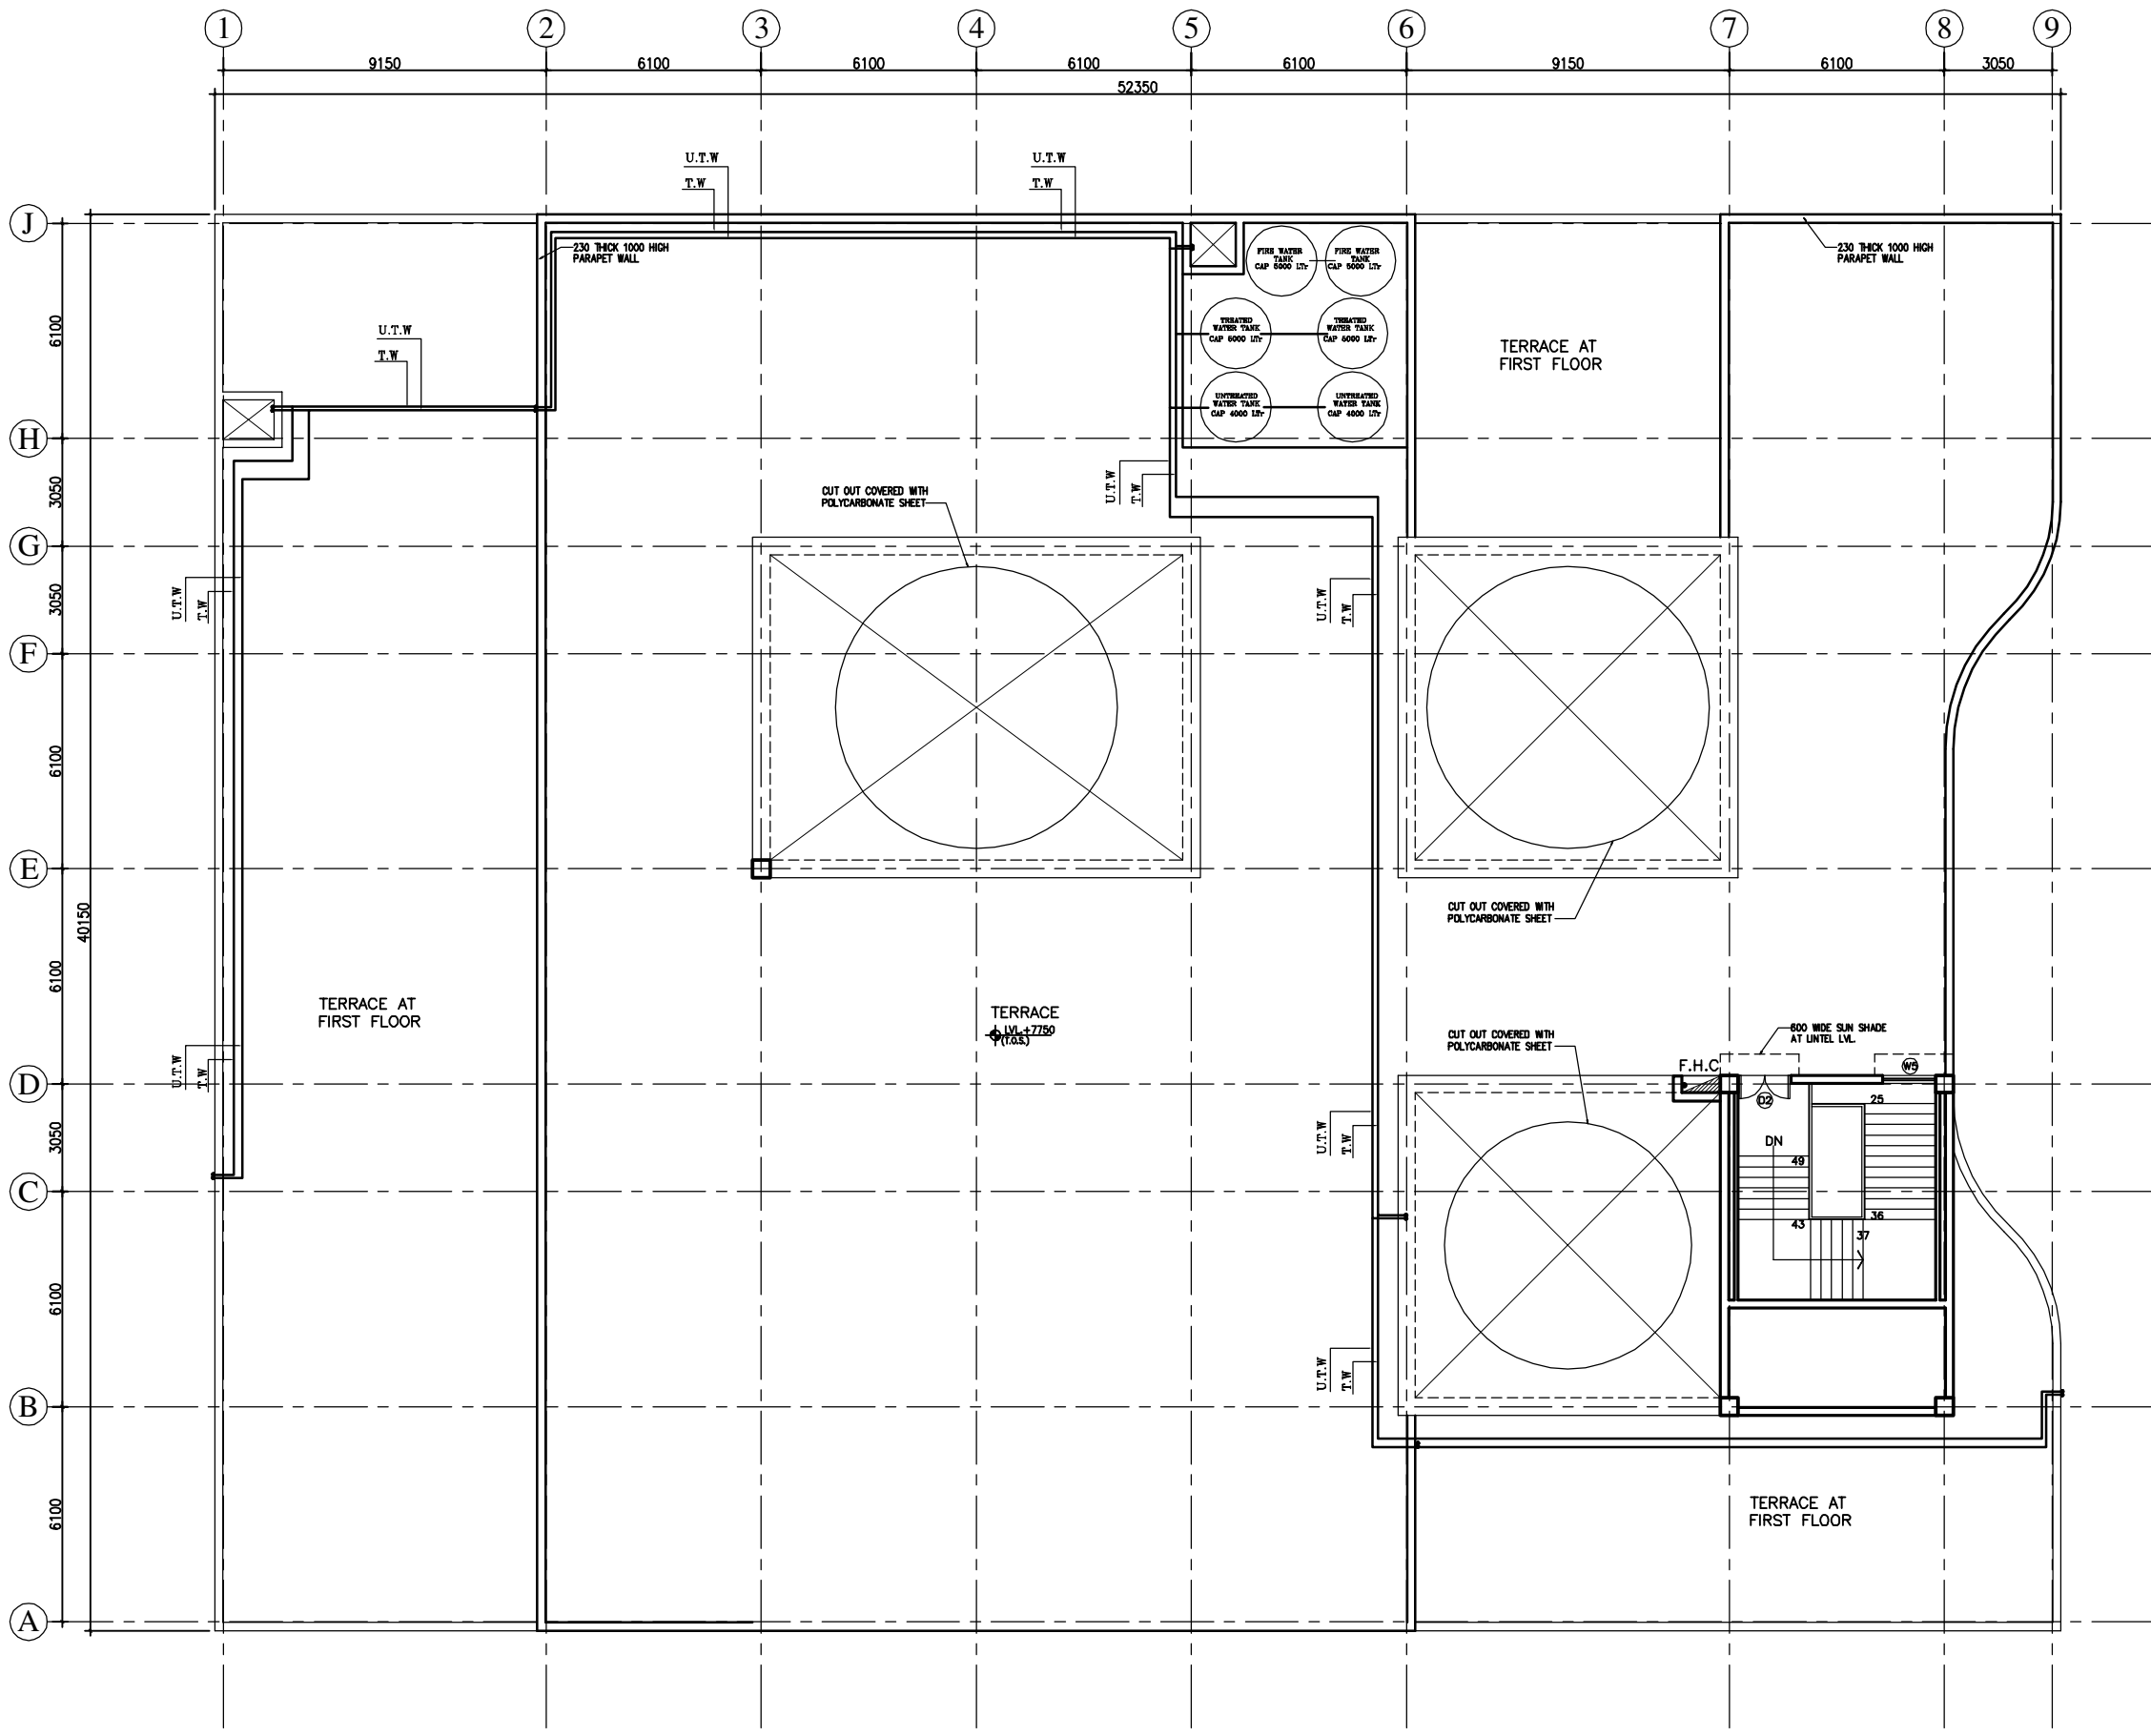 1 2 3 4 5 6 7 8 9
9150 6100 6100 6100 6100 9150 6100 3050
52350
U.T.W U.T.W
T.W T.W
J
230 THICK 1000 HIGH
PARAPET WALL
FIRE WATER
TANK
CAP 5000 LTr
FIRE WATER
TANK
CAP 5000 LTr
230 THICK 1000 HIGH
PARAPET WALL
6100
U.T.W
T.W
TREATED
WATER TANK
CAP 6000 LTr
TREATED
WATER TANK
CAP 6000 LTr
TERRACE AT
FIRST FLOOR
UNTREATED
WATER TANK
CAP 4000 LTr
UNTREATED
WATER TANK
CAP 4000 LTr
H
3050
CUT OUT COVERED WITH
POLYCARBONATE SHEET
U.T.W
T.W
G
3050
U.T.W
T.W
U.T.W
T.W
F
6100
E
40150
CUT OUT COVERED WITH
POLYCARBONATE SHEET
6100
TERRACE AT
FIRST FLOOR
TERRACE
LVL.+7750
(T.O.S.)
CUT OUT COVERED WITH
POLYCARBONATE SHEET
600 WIDE SUN SHADE
AT LINTEL LVL.
U.T.W
T.W
F.H.C
W5
D
D2
25
3050
U.T.W
T.W
DN
49
C
43
36
37
6100
U.T.W
T.W
B
6100
TERRACE AT
FIRST FLOOR
A